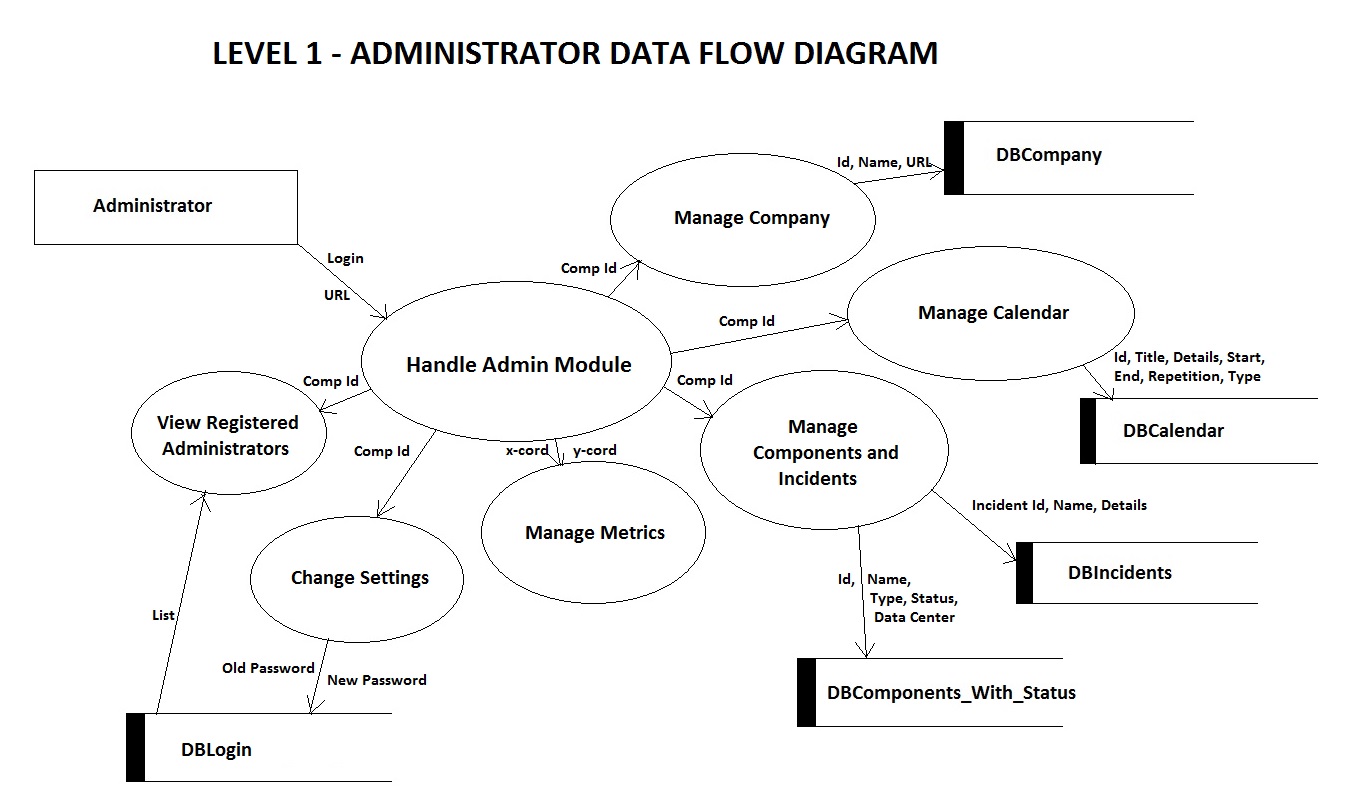 LEVEL 1 - ADMINISTRATOR DATA FLOW DIAGRAM
DBCompany
Id, Name, URL
Administrator
Manage Company
Login
Comp Id
URL
Manage Calendar
Comp Id
Handle Admin Module
Id, Title, Details, Start,
End, Repetition, Type
Comp Id
Comp Id
View Registered
Administrators
Manage
Components and
Incidents
DBCalendar
Comp Id
x-cord
y-cord
Incident Id, Name, Details
Manage Metrics
Change Settings
DBIncidents
Id, Name,
Type, Status,
Data Center
List
Old Password
New Password
DBComponents_With_Status
DBLogin